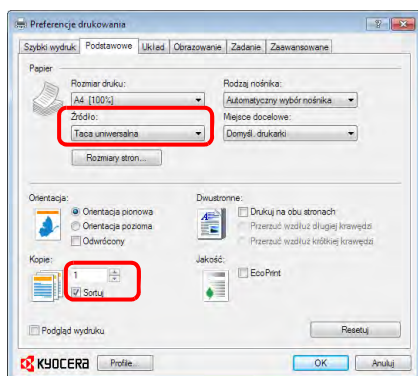 Preferencje drukowania
Szybki wydruk Podstawowe Układ Obrazowanie Zadanie Zaawansowane
Papier
Rozmiar druku: Rodzaj nośnika:
A4 [100%] Automatyczny wybór nośnika
Źródło: Miejsce docelowe:
Taca uniwersalna Domyśl. drukarki
Rozmiary stron...
Orientacja: Dwustronne:
Orientacja pionowa Drukuj na obu stronach
Orientacja pozioma Przerzuć wzdłuż długiej krawędzi
Odwrócony Przerzuć wzdłuż krótkiej krawędzi
Kopie: Jakość:
1 EcoPrint
Sortuj
Podgląd wydruku Resetuj
KYOCERA Profile... OK Anuluj